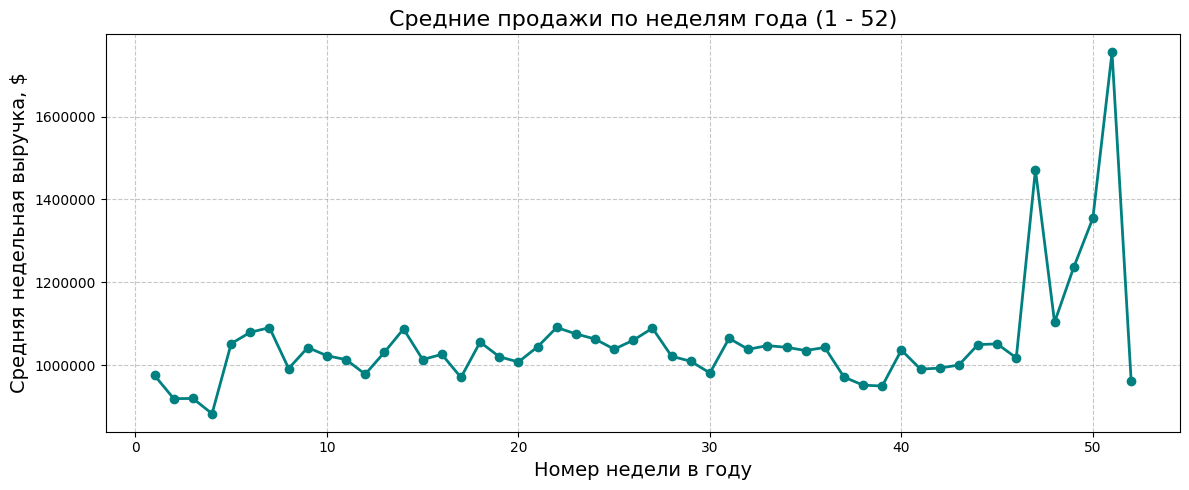 Средние продажи по неделям года (1 - 52)
Средняя недельная выручка, $
1600000
1400000
1200000
1000000
0 10 20 30 40 50
Номер недели в году